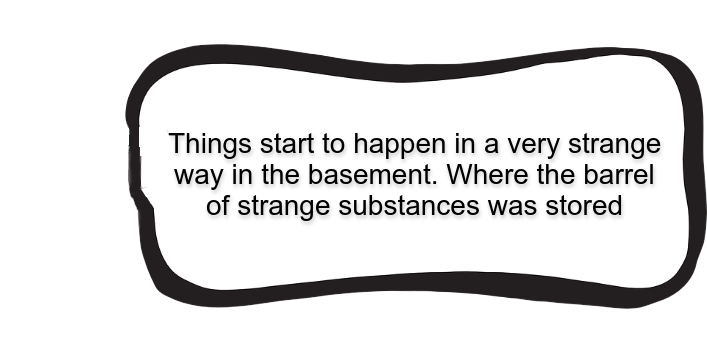 Things start to happen in a very strange
way in the basement. Where the barrel
of strange substances was stored